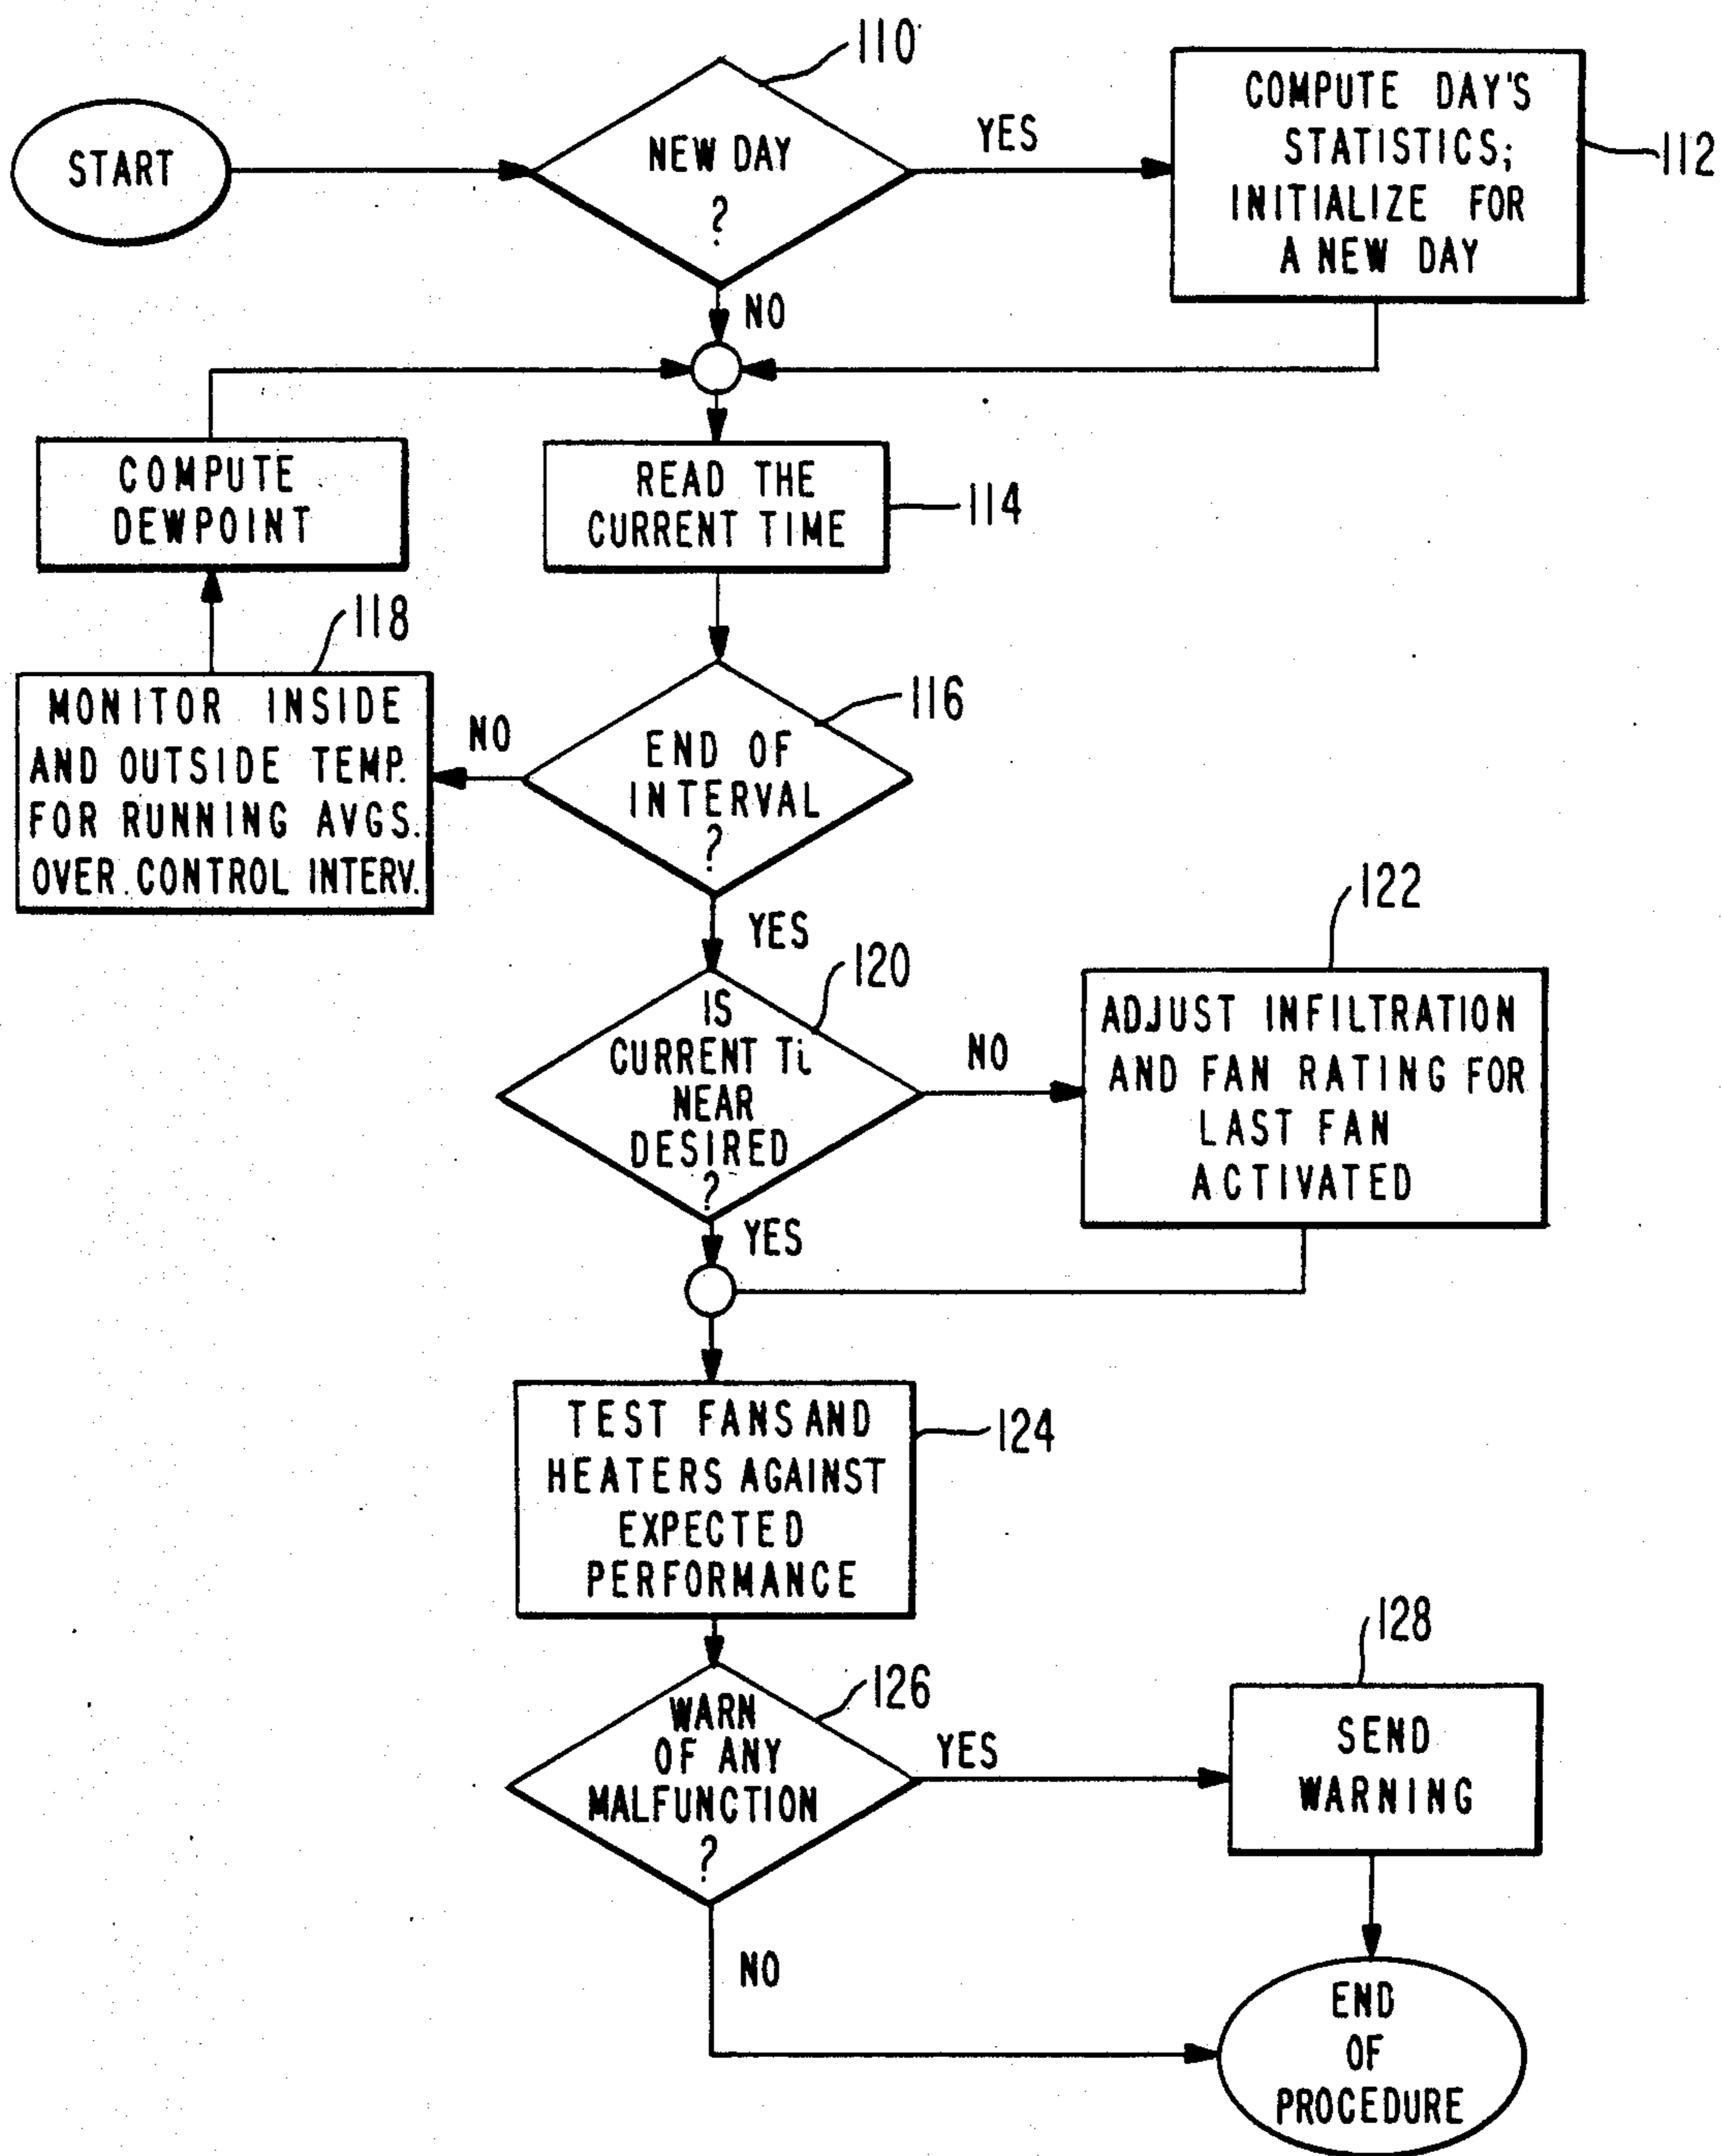 110
START
NEW DAY
?
YES
COMPUTE DAY'S
STATISTICS;
INITIALIZE FOR
A NEW DAY
112
NO
COMPUTE
DEWPOINT
READ THE
CURRENT TIME
114
118
MONITOR INSIDE
AND OUTSIDE TEMP.
FOR RUNNING AVGS.
OVER CONTROL INTERV.
NO
116
END OF
INTERVAL
?
YES
120
IS
CURRENT Ti
NEAR
DESIRED
?
NO
122
ADJUST INFILTRATION
AND FAN RATING FOR
LAST FAN
ACTIVATED
YES
TEST FANS AND
HEATERS AGAINST
EXPECTED
PERFORMANCE
124
126
WARN
OF ANY
MALFUNCTION
?
YES
128
SEND
WARNING
NO
END
OF
PROCEDURE